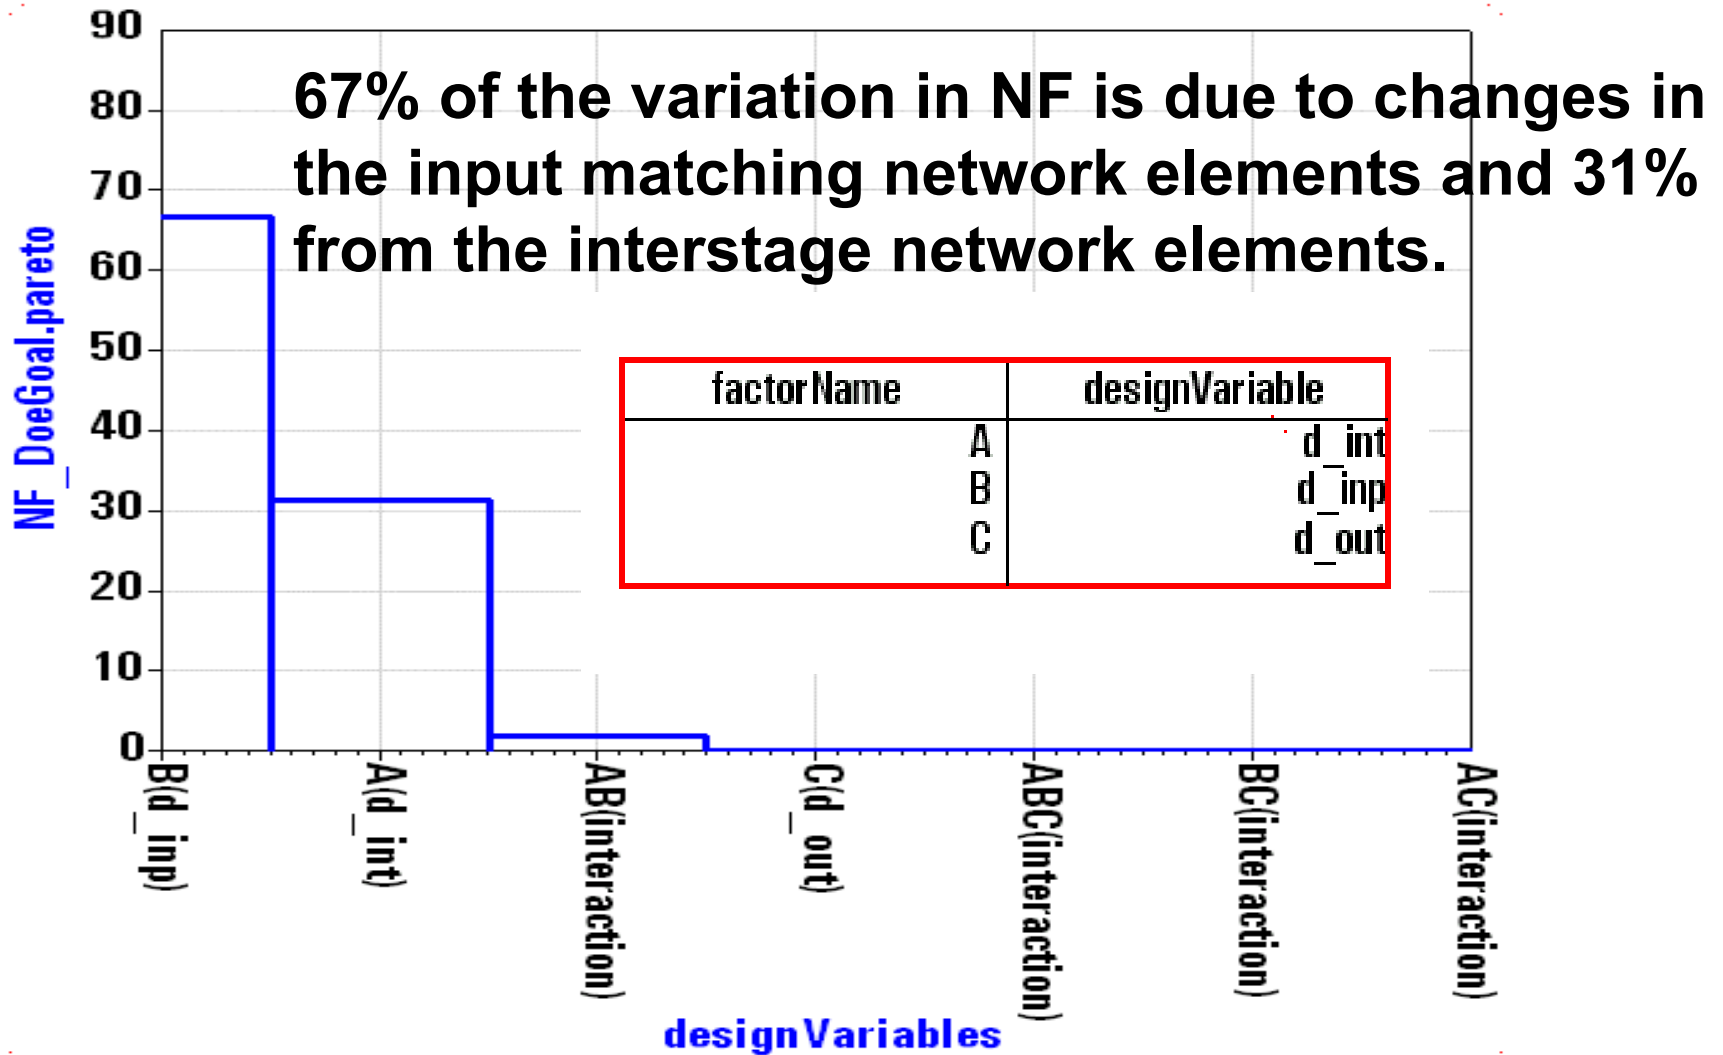 67% of the variation in NF is due to changes in
the input matching network elements and 31%
from the interstage network elements.
90
80
70
60
50
40
30
20
10
0
NF_DoeGoal.pareto
factorName designVariable
A d_int
B d_inp
C d_out
B(d_inp)
A(d_int)
AB(interaction)
C(d_out)
ABC(interaction)
BC(interaction)
AC(interaction)
designVariables